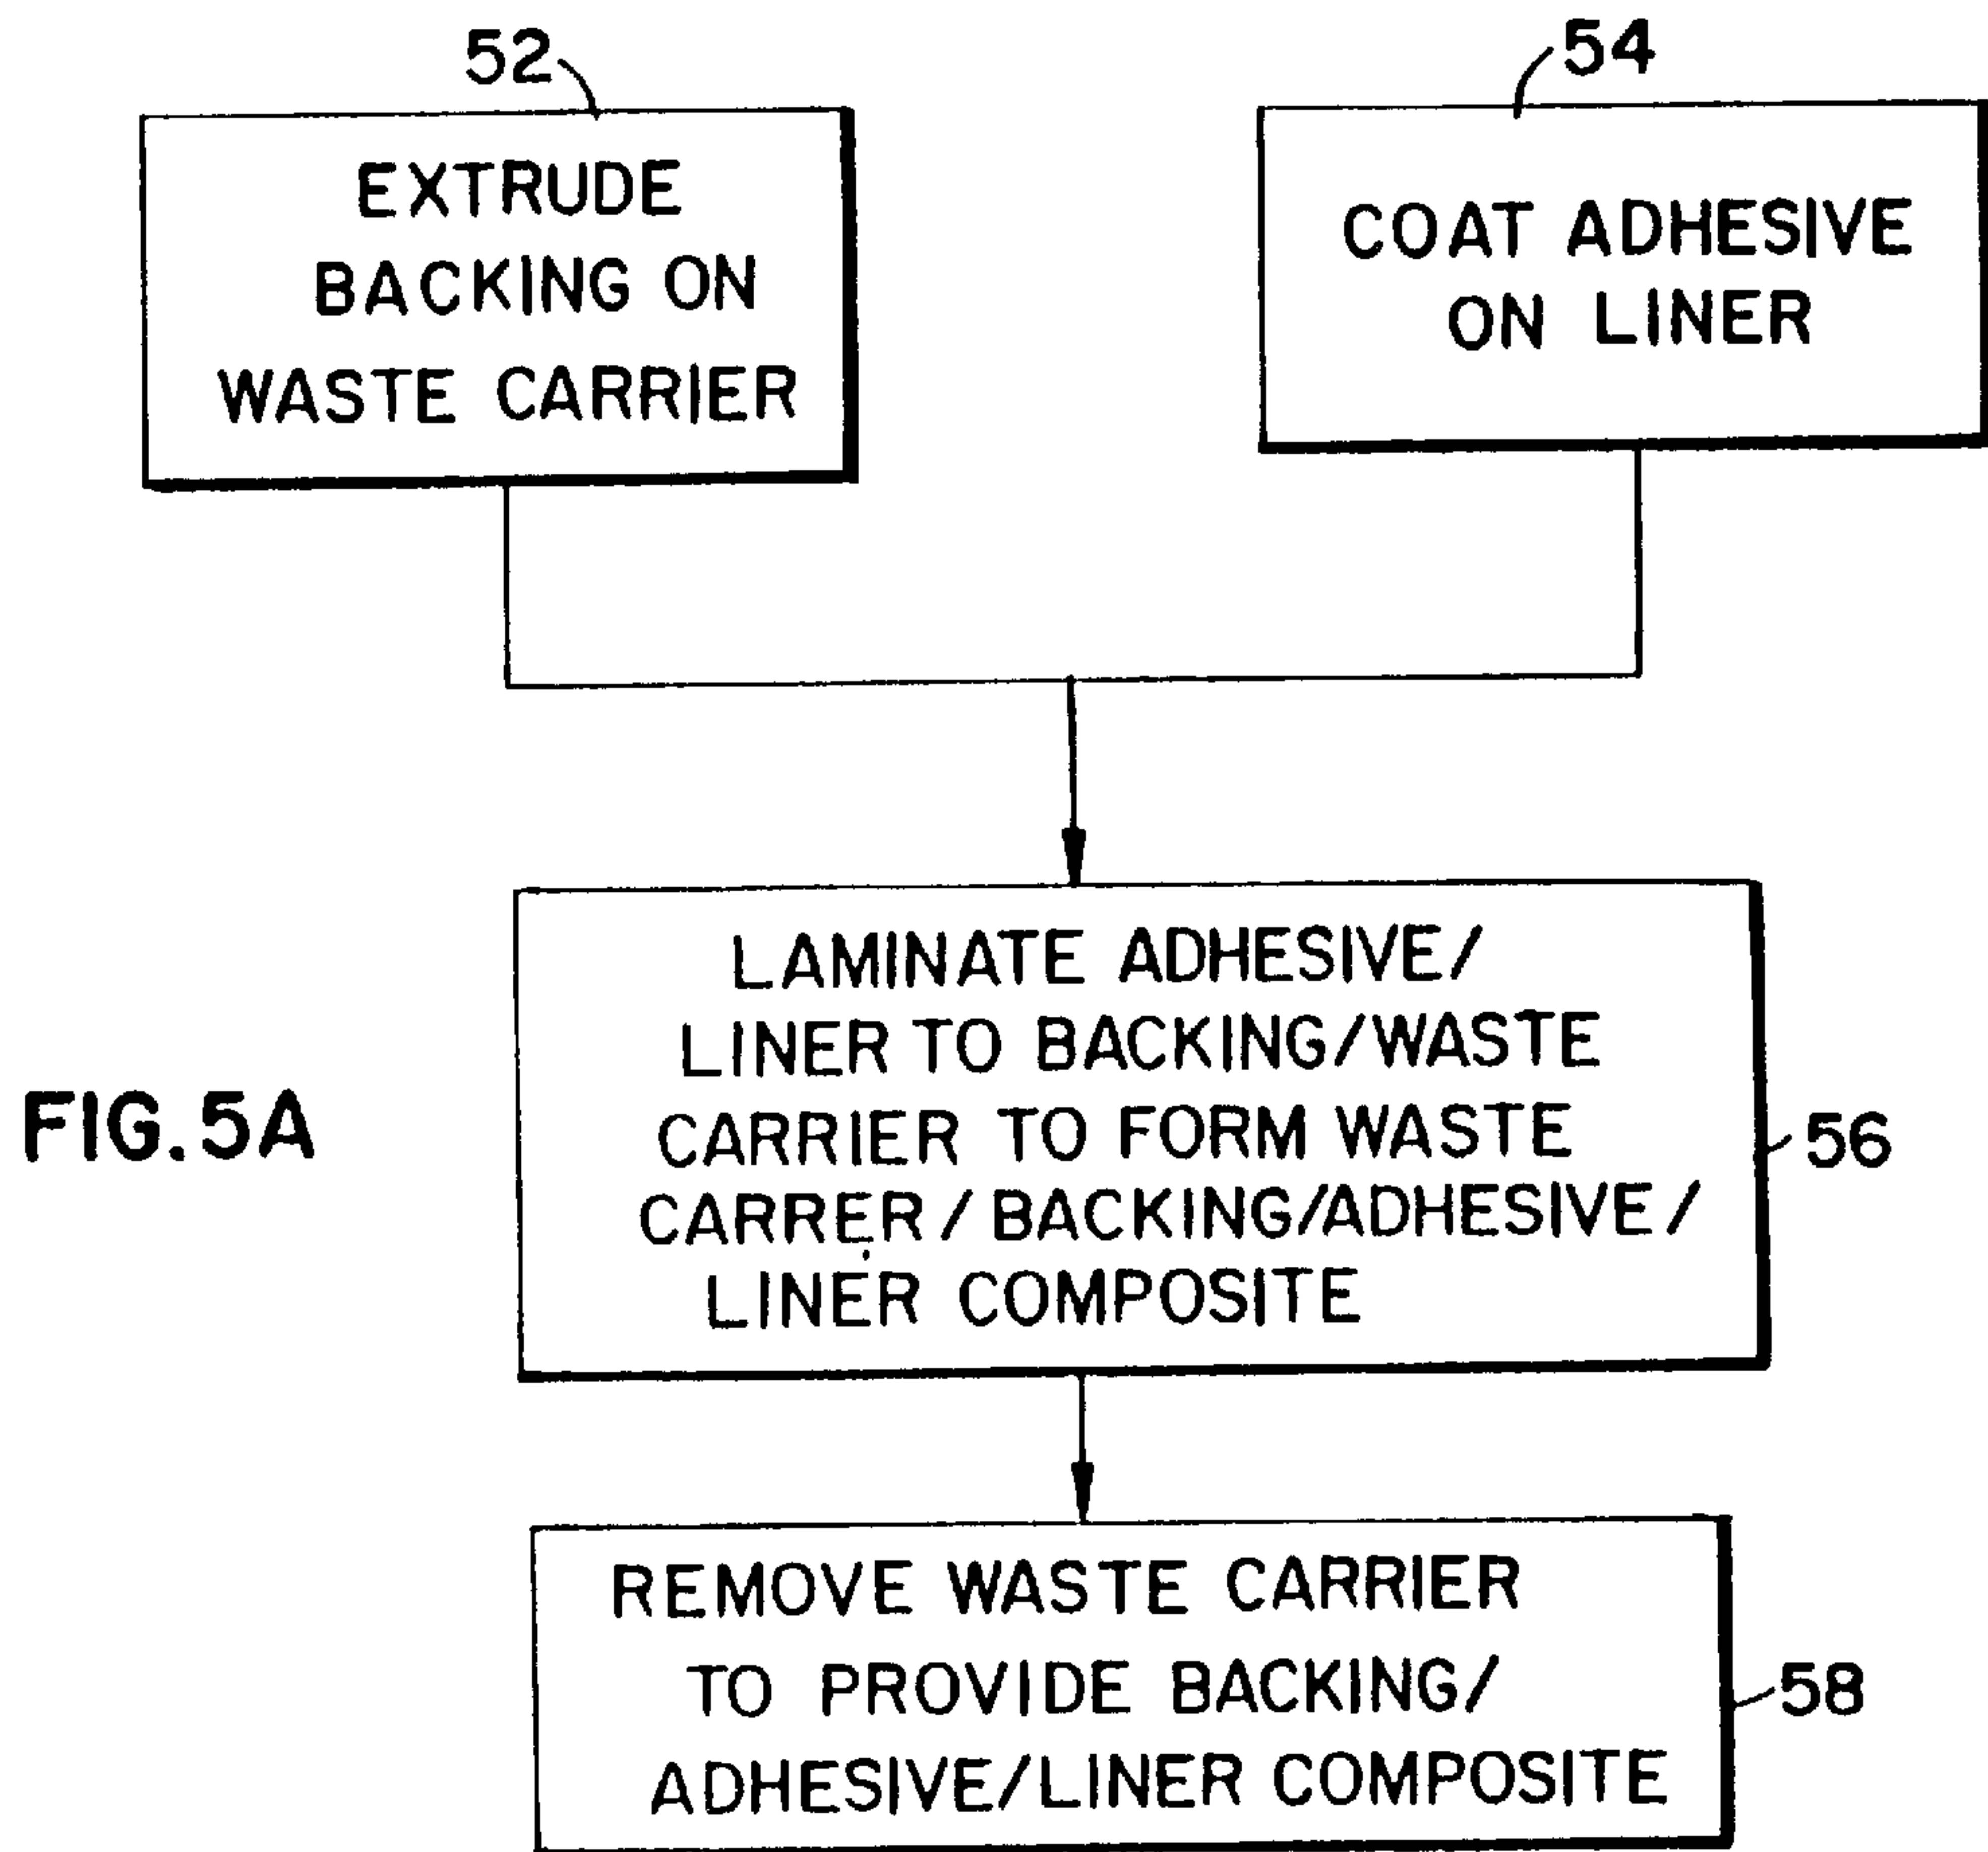 52
54
EXTRUDE
BACKING ON
WASTE CARRIER
COAT ADHESIVE
ON LINER
LAMINATE ADHESIVE/
LINER TO BACKING/WASTE
CARRIER TO FORM WASTE
CARRER/BACKING/ADHESIVE/
LINER COMPOSITE
56
FIG.5A
REMOVE WASTE CARRIER
TO PROVIDE BACKING/
ADHESIVE/LINER COMPOSITE
58